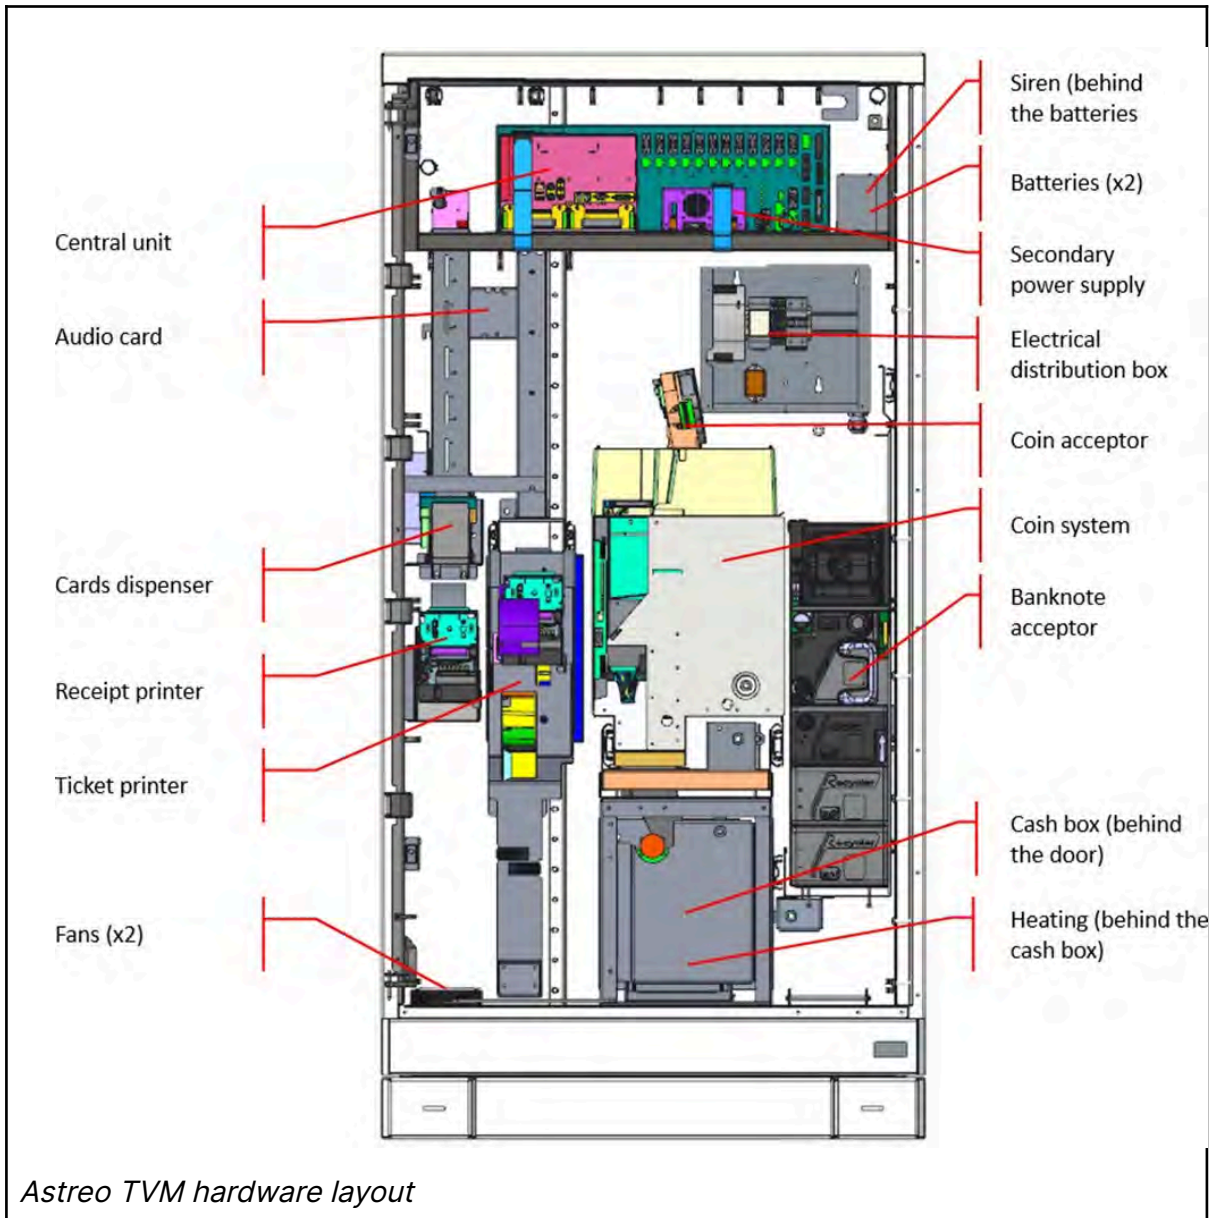 Siren (behind
the batteries
Batteries (x2)
Central unit
Secondary
power supply
Audio card
Electrical
distribution box
Coin acceptor
Coin system
Cards dispenser
Banknote
acceptor
Receipt printer
Ticket printer
Recycler
Recycler
Cash box (behind
the door)
Fans (x2)
Heating (behind the
cash box)
Astreo TVM hardware layout